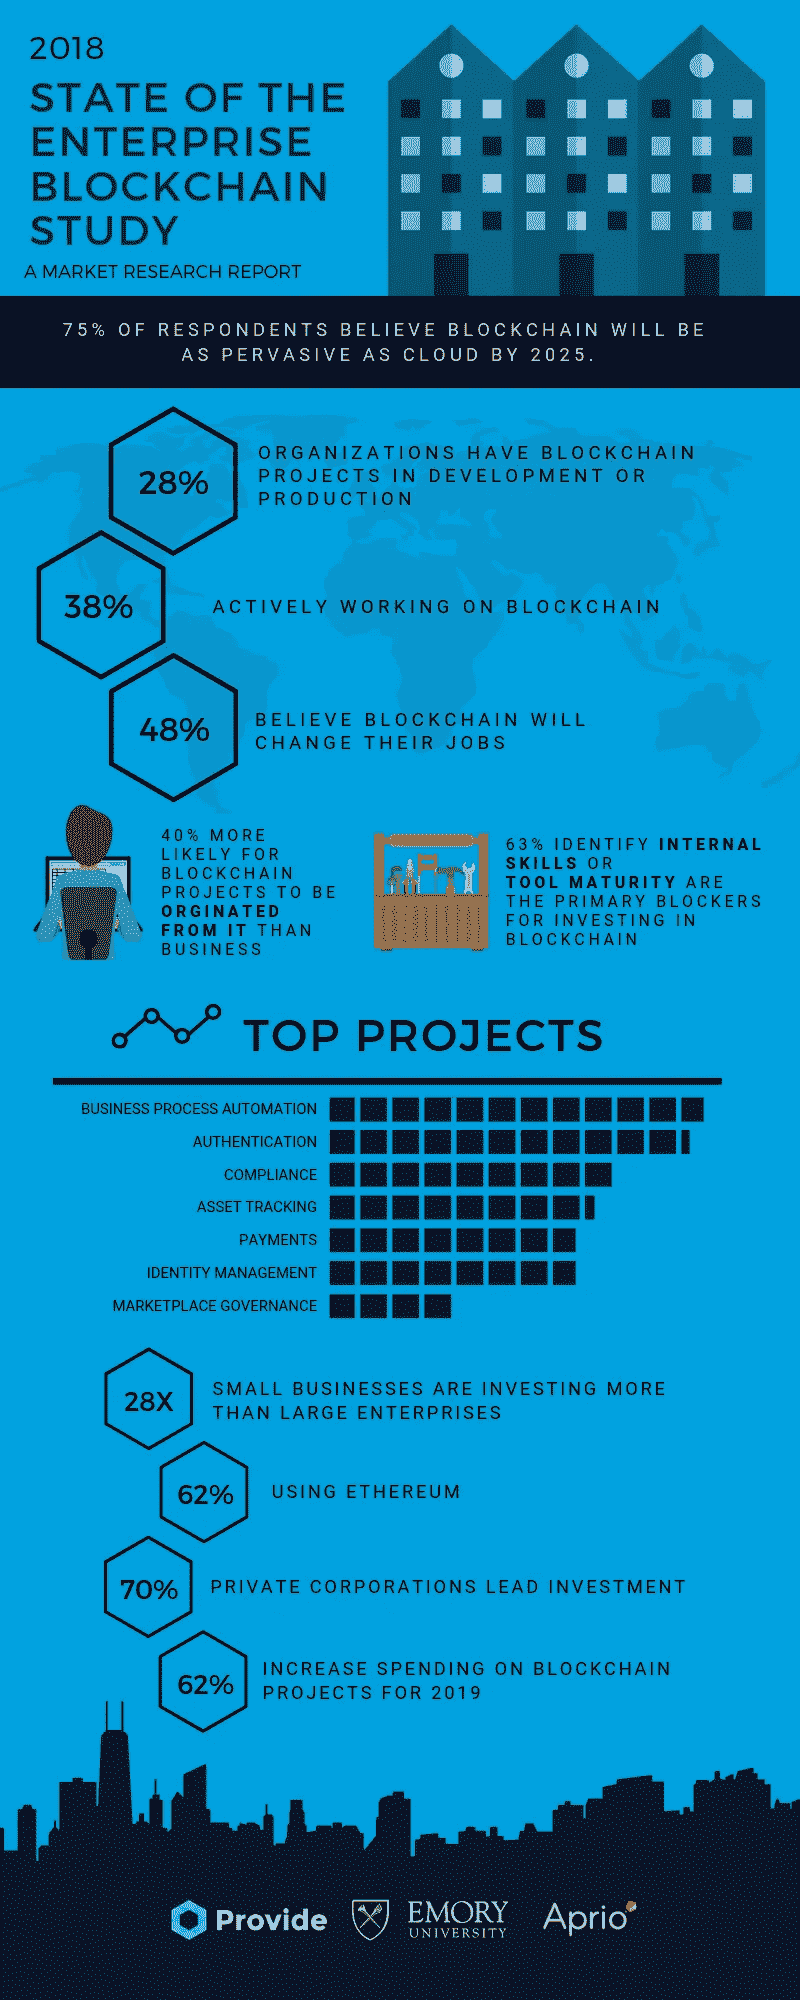 2018
STATE OF THE
ENTERPRISE
BLOCKCHAIN
STUDY
A MARKET RESEARCH REPORT
75% OF RESPONDENTS BELIEVE BLOCKCHAIN WILL BE
AS PERVASIVE AS CLOUD BY 2025.
28%
ORGANIZATIONS HAVE BLOCKCHAIN
PROJECTS IN DEVELOPMENT OR
PRODUCTION
38%
ACTIVELY WORKING ON BLOCKCHAIN
48%
BELIEVE BLOCKCHAIN WILL
CHANGE THEIR JOBS
40% MORE
LIKELY FOR
BLOCKCHAIN
PROJECTS TO BE
ORGINATED
FROM IT THAN
BUSINESS
63% IDENTIFY INTERNAL
SKILLS OR
TOOL MATURITY ARE
THE PRIMARY BLOCKERS
FOR INVESTING IN
BLOCKCHAIN
TOP PROJECTS
BUSINESS PROCESS AUTOMATION
AUTHENTICATION
COMPLIANCE
ASSET TRACKING
PAYMENTS
IDENTITY MANAGEMENT
MARKETPLACE GOVERNANCE
28X
SMALL BUSINESSES ARE INVESTING MORE
THAN LARGE ENTERPRISES
62%
USING ETHEREUM
70%
PRIVATE CORPORATIONS LEAD INVESTMENT
62%
INCREASE SPENDING ON BLOCKCHAIN
PROJECTS FOR 2019
Provide
EMORY
UNIVERSITY
Aprio